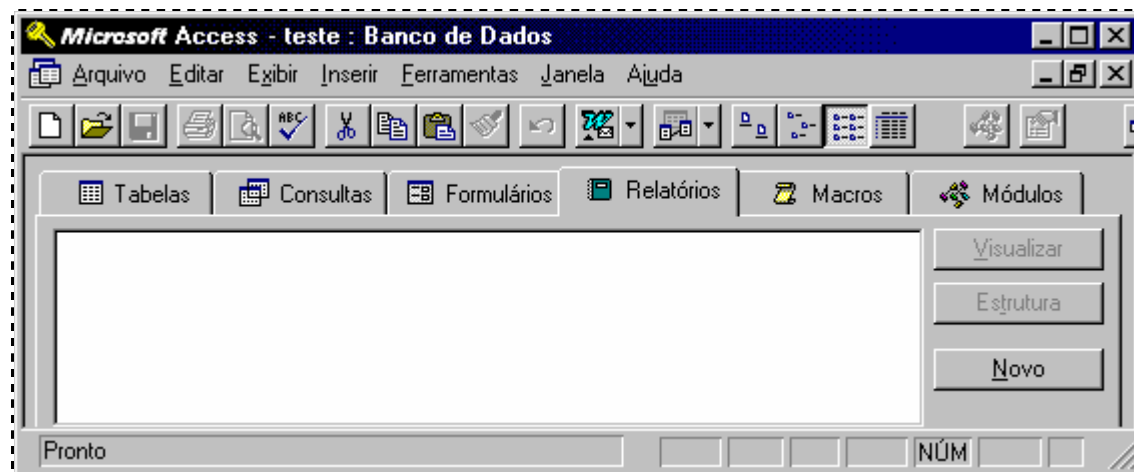 Microsoft Access - teste : Banco de Dados
Arquivo Editar Exibir Inserir Ferramentas Janela Ajuda
ABC
Tabelas Consultas Formulários Relatórios Macros Módulos
Visualizar
Estrutura
Novo
Pronto NÚM